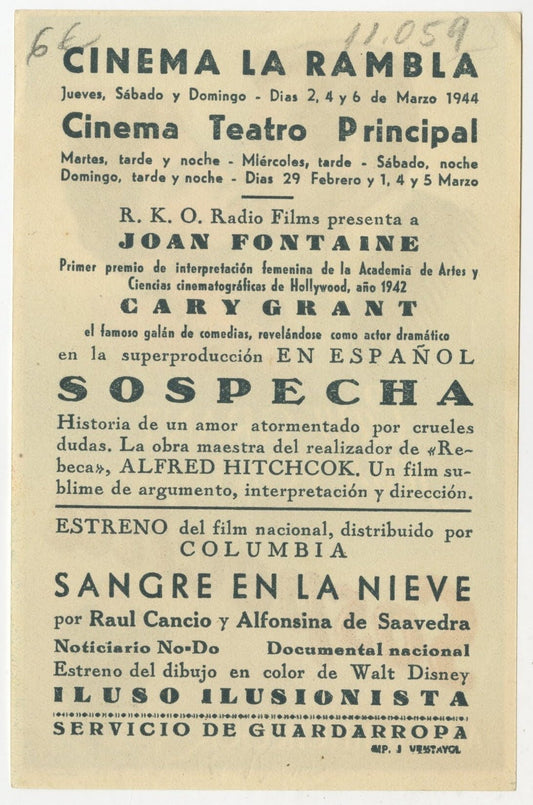 6€ 11.059
CINEMA LA RAMBLA
Jueves, Sábado y Domingo - Dias 2, 4 y 6 de Marzo 1944
Cinema Teatro Principal
Martes, tarde y noche - Miércoles, tarde - Sábado, noche
Domingo, tarde y noche - Dias 29 Febrero y 1, 4 y 5 Marzo
R. K. O. Radio Films presenta a
JOAN FONTAINE
Primer premio de interpretación femenina de la Academia de Artes y
Ciencias cinematográficas de Hollywood, año 1942
CARY GRANT
el famoso galán de comedias, revelándose como actor dramático
en la superproducción EN ESPAÑOL
SOSPECHA
Historia de un amor atormentado por crueles
dudas. La obra maestra del realizador de «Re-
beca», ALFRED HITCHCOK. Un film su-
blime de argumento, interpretación y dirección.
ESTRENO del film nacional, distribuido por
COLUMBIA
SANGRE EN LA NIEVE
por Raul Cancio y Alfonsina de Saavedra
Noticiario No-Do Documental nacional
Estreno del dibujo en color de Walt Disney
ILUSO ILUSIONISTA
SERVICIO DE GUARDARROPA
IMP. J VENTAYOL